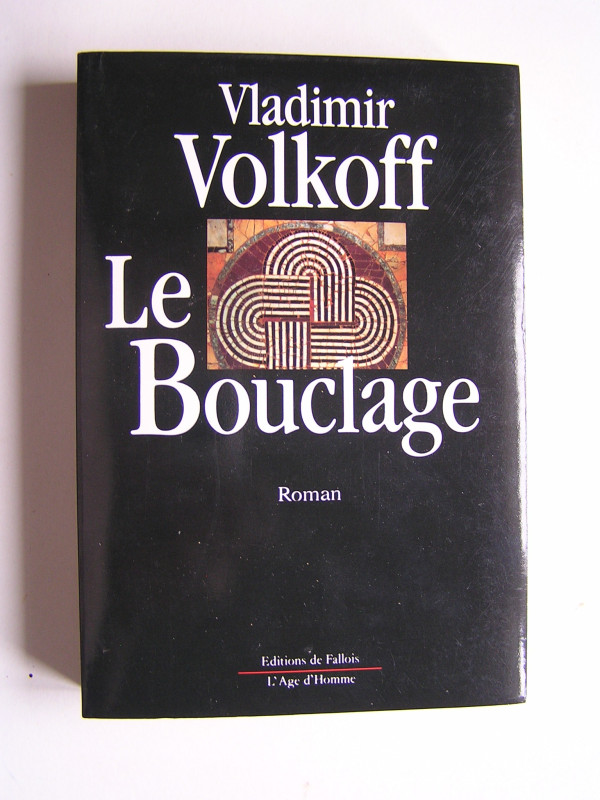 Vladimir
Volkoff
Le
Bouclage
Roman
Editions de Fallois
L'Age d'Homme